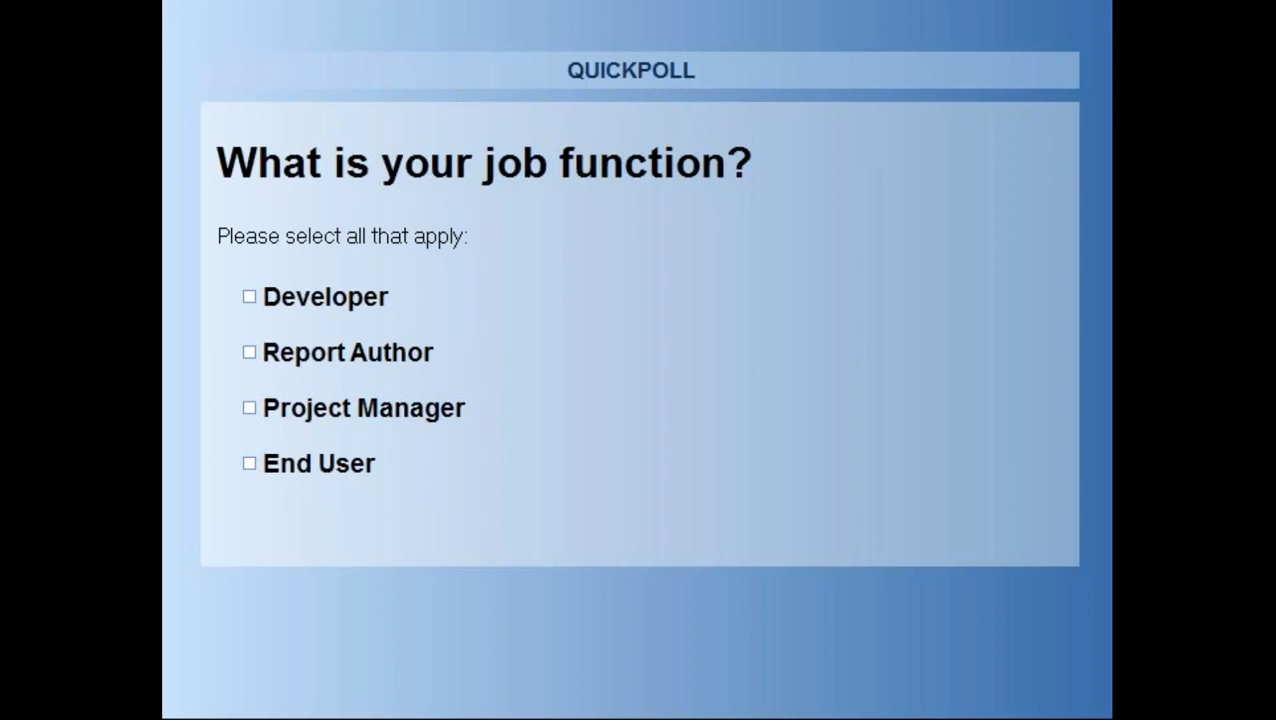 QUICKPOLL
What is your job function?
Please select all that apply:
Developer
Report Author
Project Manager
End User